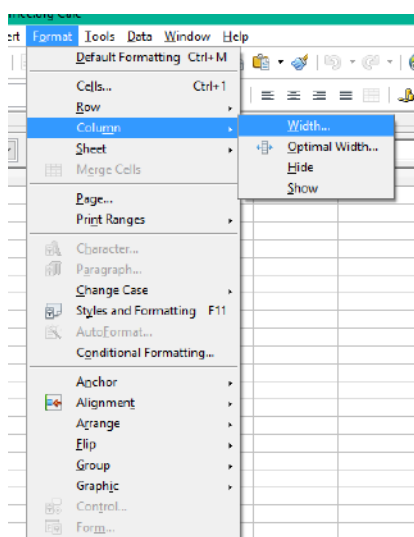 Format Tools Data Window Help
Default Formatting Ctrl+M
Cells... Ctrl+1
Row
Column
Width...
Sheet
Optimal Width...
Merge Cells
Hide
Show
Page...
Print Ranges
Character...
Paragraph...
Change Case
Styles and Formatting F11
AutoFormat...
Conditional Formatting...
Anchor
Alignment
Arrange
Flip
Group
Graphic
Control...
Form...